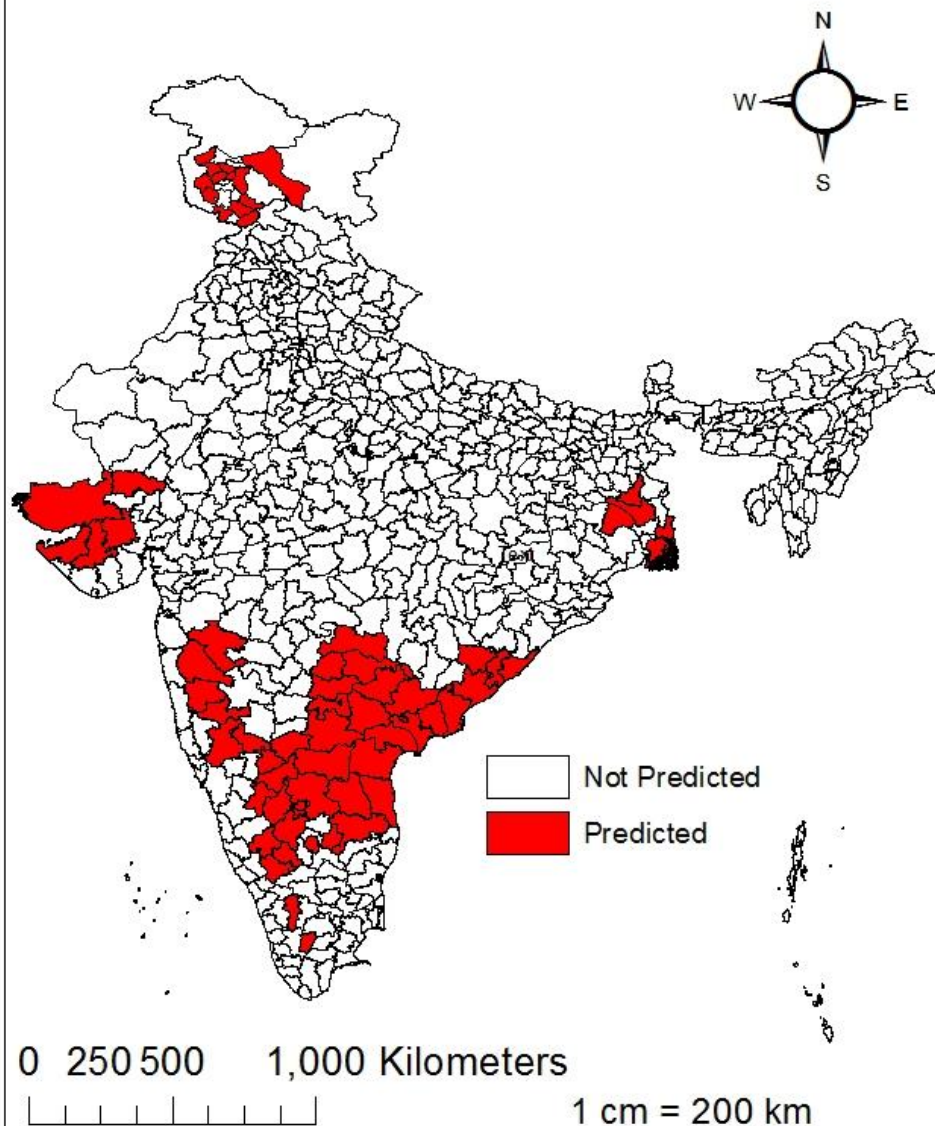 N
W E
S
Not Predicted
Predicted
0 250 500 1,000 Kilometers
1 cm = 200 km